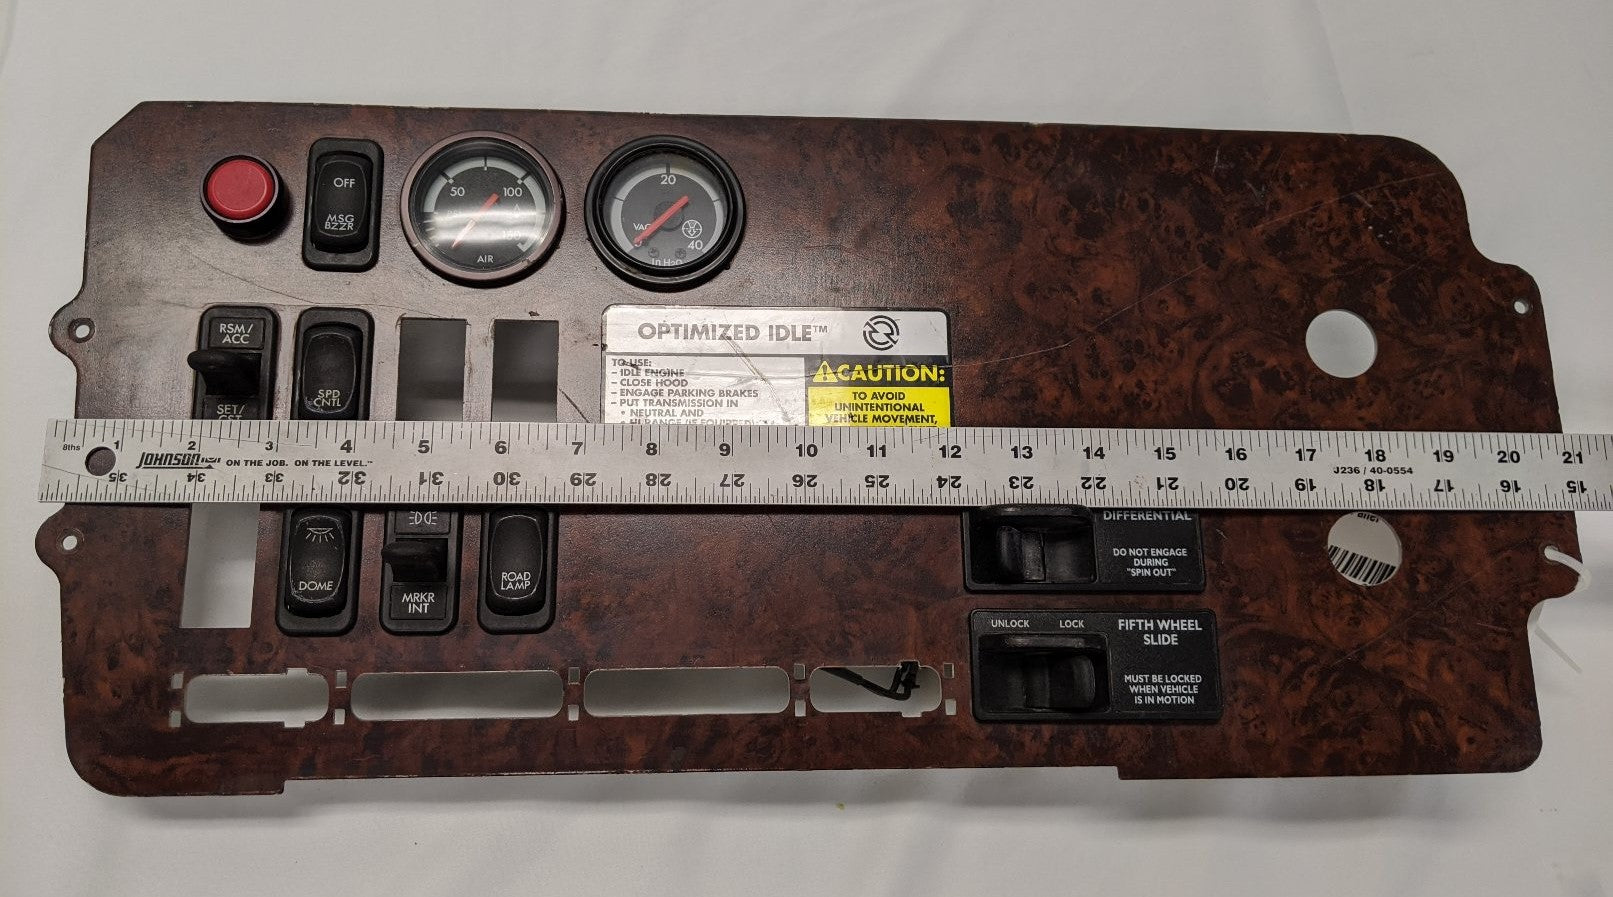 OFF
MSG
BZZR
50
100
150
AIR
20
VAC
40
In H2O
RSM/
ACC
SET/
SPD
CNTL
OPTIMIZED IDLE™
TO USE:
– IDLE ENGINE
– CLOSE HOOD
– ENGAGE PARKING BRAKES
– PUT TRANSMISSION IN
• NEUTRAL AND
CAUTION:
TO AVOID
UNINTENTIONAL
VEHICLE MOVEMENT,
8ths 1 2 3 4 5 6 7 8 9 10 11 12 13 14 15 16 17 18 19 20 21
JOHNSON ON THE JOB. ON THE LEVEL.™
J236 / 40-0554
35 34 33 32 31 30 29 28 27 26 25 24 23 22 21 20 19 18 17 16 15
DOME
MRKR
INT
ROAD
LAMP
DIFFERENTIAL
DO NOT ENGAGE
DURING
"SPIN OUT"
UNLOCK LOCK
FIFTH WHEEL
SLIDE
MUST BE LOCKED
WHEN VEHICLE
IS IN MOTION